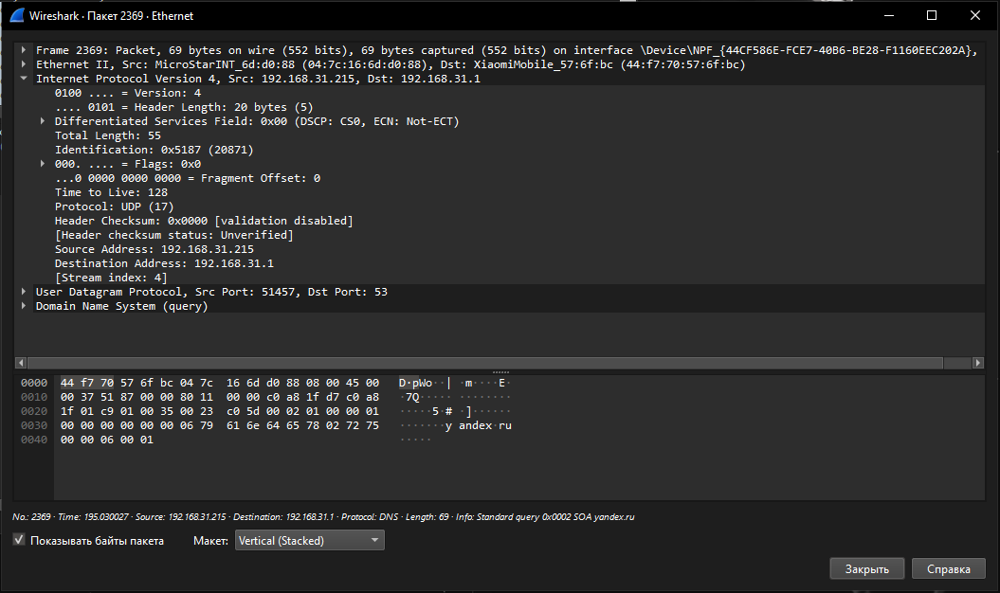 Wireshark · Пакет 2369 · Ethernet
Frame 2369: Packet, 69 bytes on wire (552 bits), 69 bytes captured (552 bits) on interface \Device\NPF_{44CF586E-FCE7-40B6-BE28-F1160EEC202A},
Ethernet II, Src: MicroStarINT_6d:d0:88 (04:7c:16:6d:d0:88), Dst: XiaomiMobile_57:6f:bc (44:f7:70:57:6f:bc)
Internet Protocol Version 4, Src: 192.168.31.215, Dst: 192.168.31.1
0100 .... = Version: 4
.... 0101 = Header Length: 20 bytes (5)
Differentiated Services Field: 0x00 (DSCP: CS0, ECN: Not-ECT)
Total Length: 55
Identification: 0x5187 (20871)
000. .... = Flags: 0x0
...0 0000 0000 0000 = Fragment Offset: 0
Time to Live: 128
Protocol: UDP (17)
Header Checksum: 0x0000 [validation disabled]
[Header checksum status: Unverified]
Source Address: 192.168.31.215
Destination Address: 192.168.31.1
[Stream index: 4]
User Datagram Protocol, Src Port: 51457, Dst Port: 53
Domain Name System (query)
0000 44 f7 70 57 6f bc 04 7c 16 6d d0 88 08 00 45 00 D·pWo··| ·m····E·
0010 00 37 51 87 00 00 80 11 00 00 c0 a8 1f d7 c0 a8 ·7Q····· ········
0020 1f 01 c9 01 00 35 00 23 c0 5d 00 02 01 00 00 01 ·····5·# ·]······
0030 00 00 00 00 00 00 06 79 61 6e 64 65 78 02 72 75 ·······y andex·ru
0040 00 00 06 00 01 ·····
No.: 2369 · Time: 195.030027 · Source: 192.168.31.215 · Destination: 192.168.31.1 · Protocol: DNS · Length: 69 · Info: Standard query 0x0002 SOA yandex.ru
Показывать байты пакета Макет: Vertical (Stacked)
Закрыть Справка